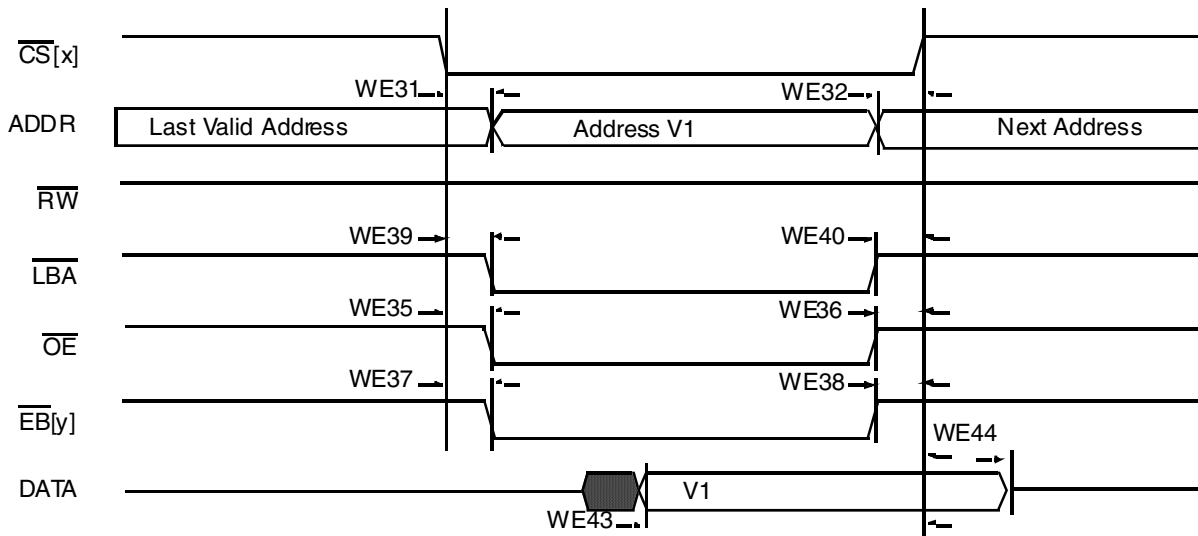 CS[x]
WE31
WE32
ADDR
Last Valid Address
Address V1
Next Address
RW
WE39
WE40
LBA
WE35
WE36
OE
WE37
WE38
EB[y]
WE44
DATA
V1
WE43